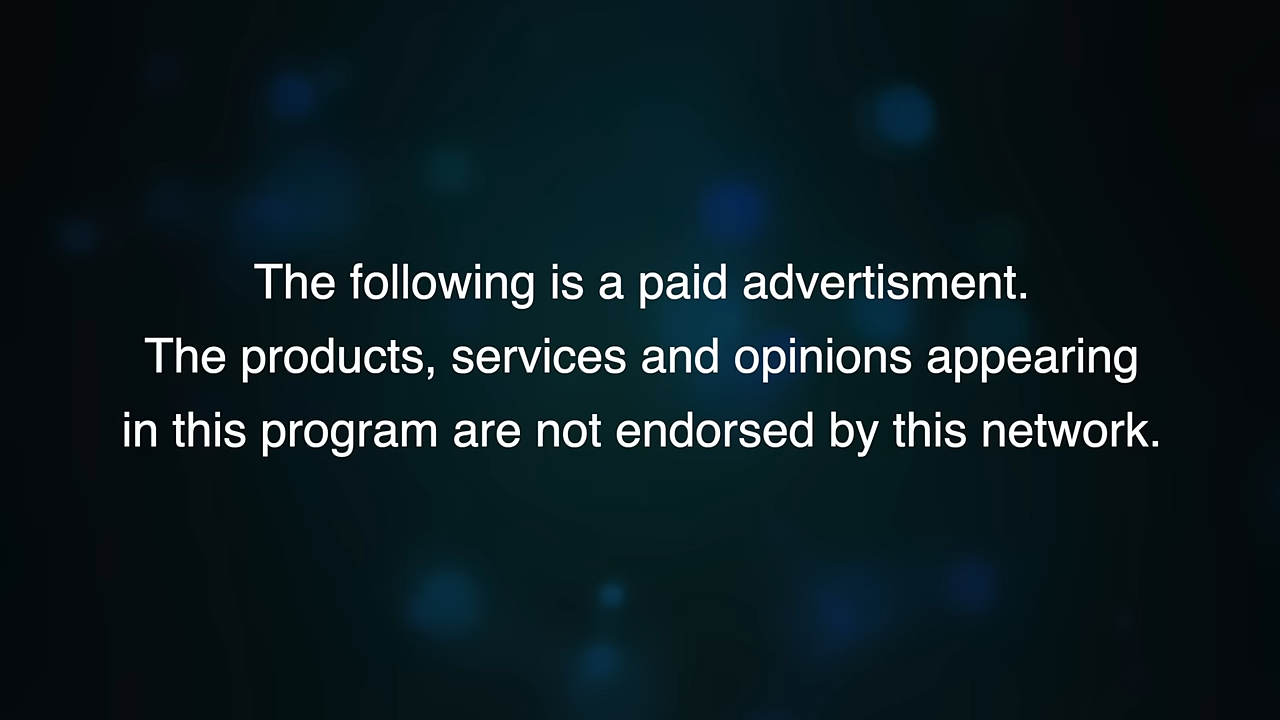 The following is a paid advertisment.
The products, services and opinions appearing
in this program are not endorsed by this network.